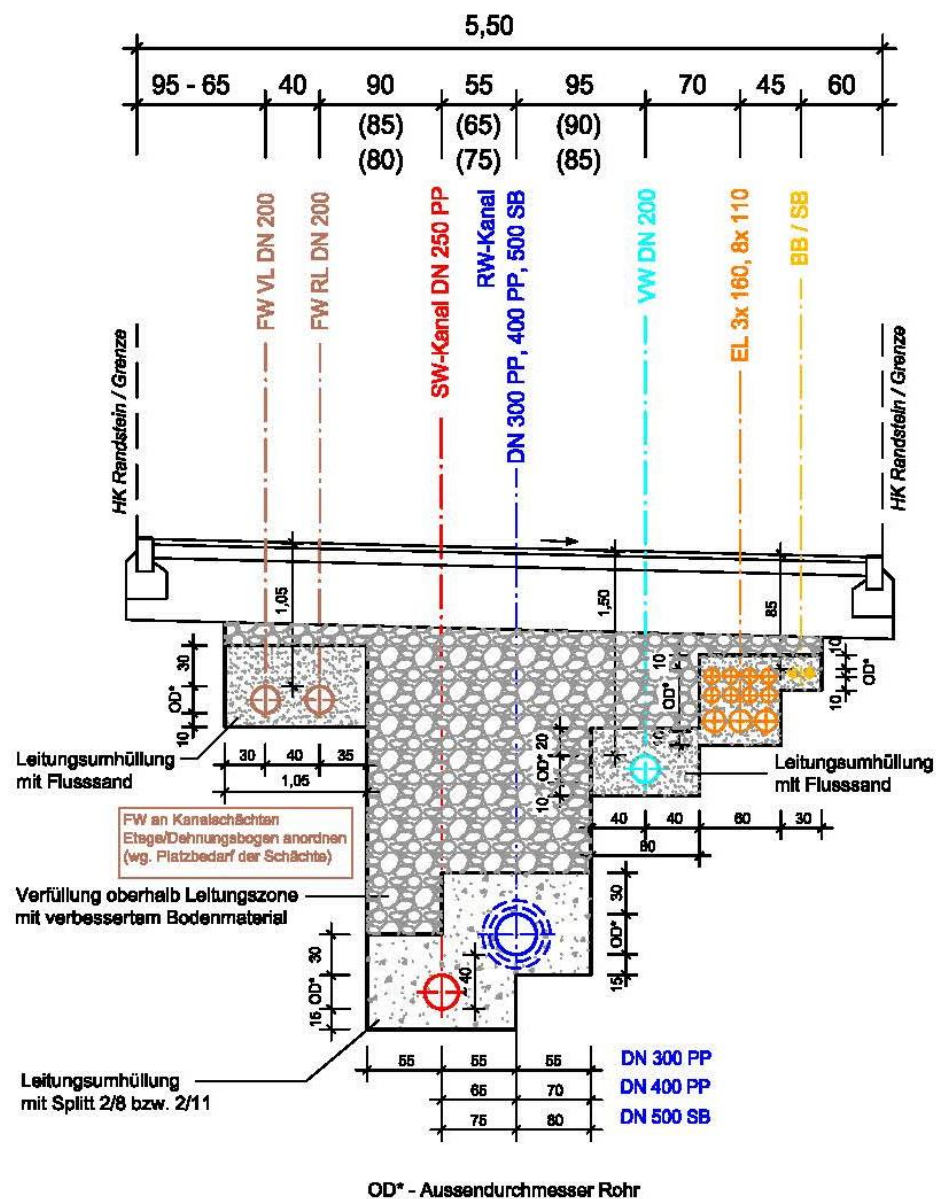 5,50
95 - 65 40 90 55 95 70 45 60
(85) (65) (90)
(80) (75) (85)
FW VL DN 200
FW RL DN 200
SW-Kanal DN 250 PP
RW-Kanal
DN 300 PP, 400 PP, 500 SB
VW DN 200
EL 3x 160, 8x 110
BB / SB
HK Randstein / Grenze
HK Randstein / Grenze
1,05
1,50
85
30
OD*
10
10
OD*
10
10
OD*
10
20
OD*
10
Leitungsumhüllung
mit Flusssand
30 40 35
1,05
Leitungsumhüllung
mit Flusssand
40 40 60 30
80
FW an Kanalschächten
Etege/Dehnungsbogen anordnen
(wg. Platzbedarf der Schächte)
Verfüllung oberhalb Leitungszone
mit verbessertem Bodenmaterial
30
OD*
15
30
OD*
15
40
Leitungsumhüllung
mit Splitt 2/8 bzw. 2/11
55 55 55 DN 300 PP
65 70 DN 400 PP
75 80 DN 500 SB
OD* - Aussendurchmesser Rohr